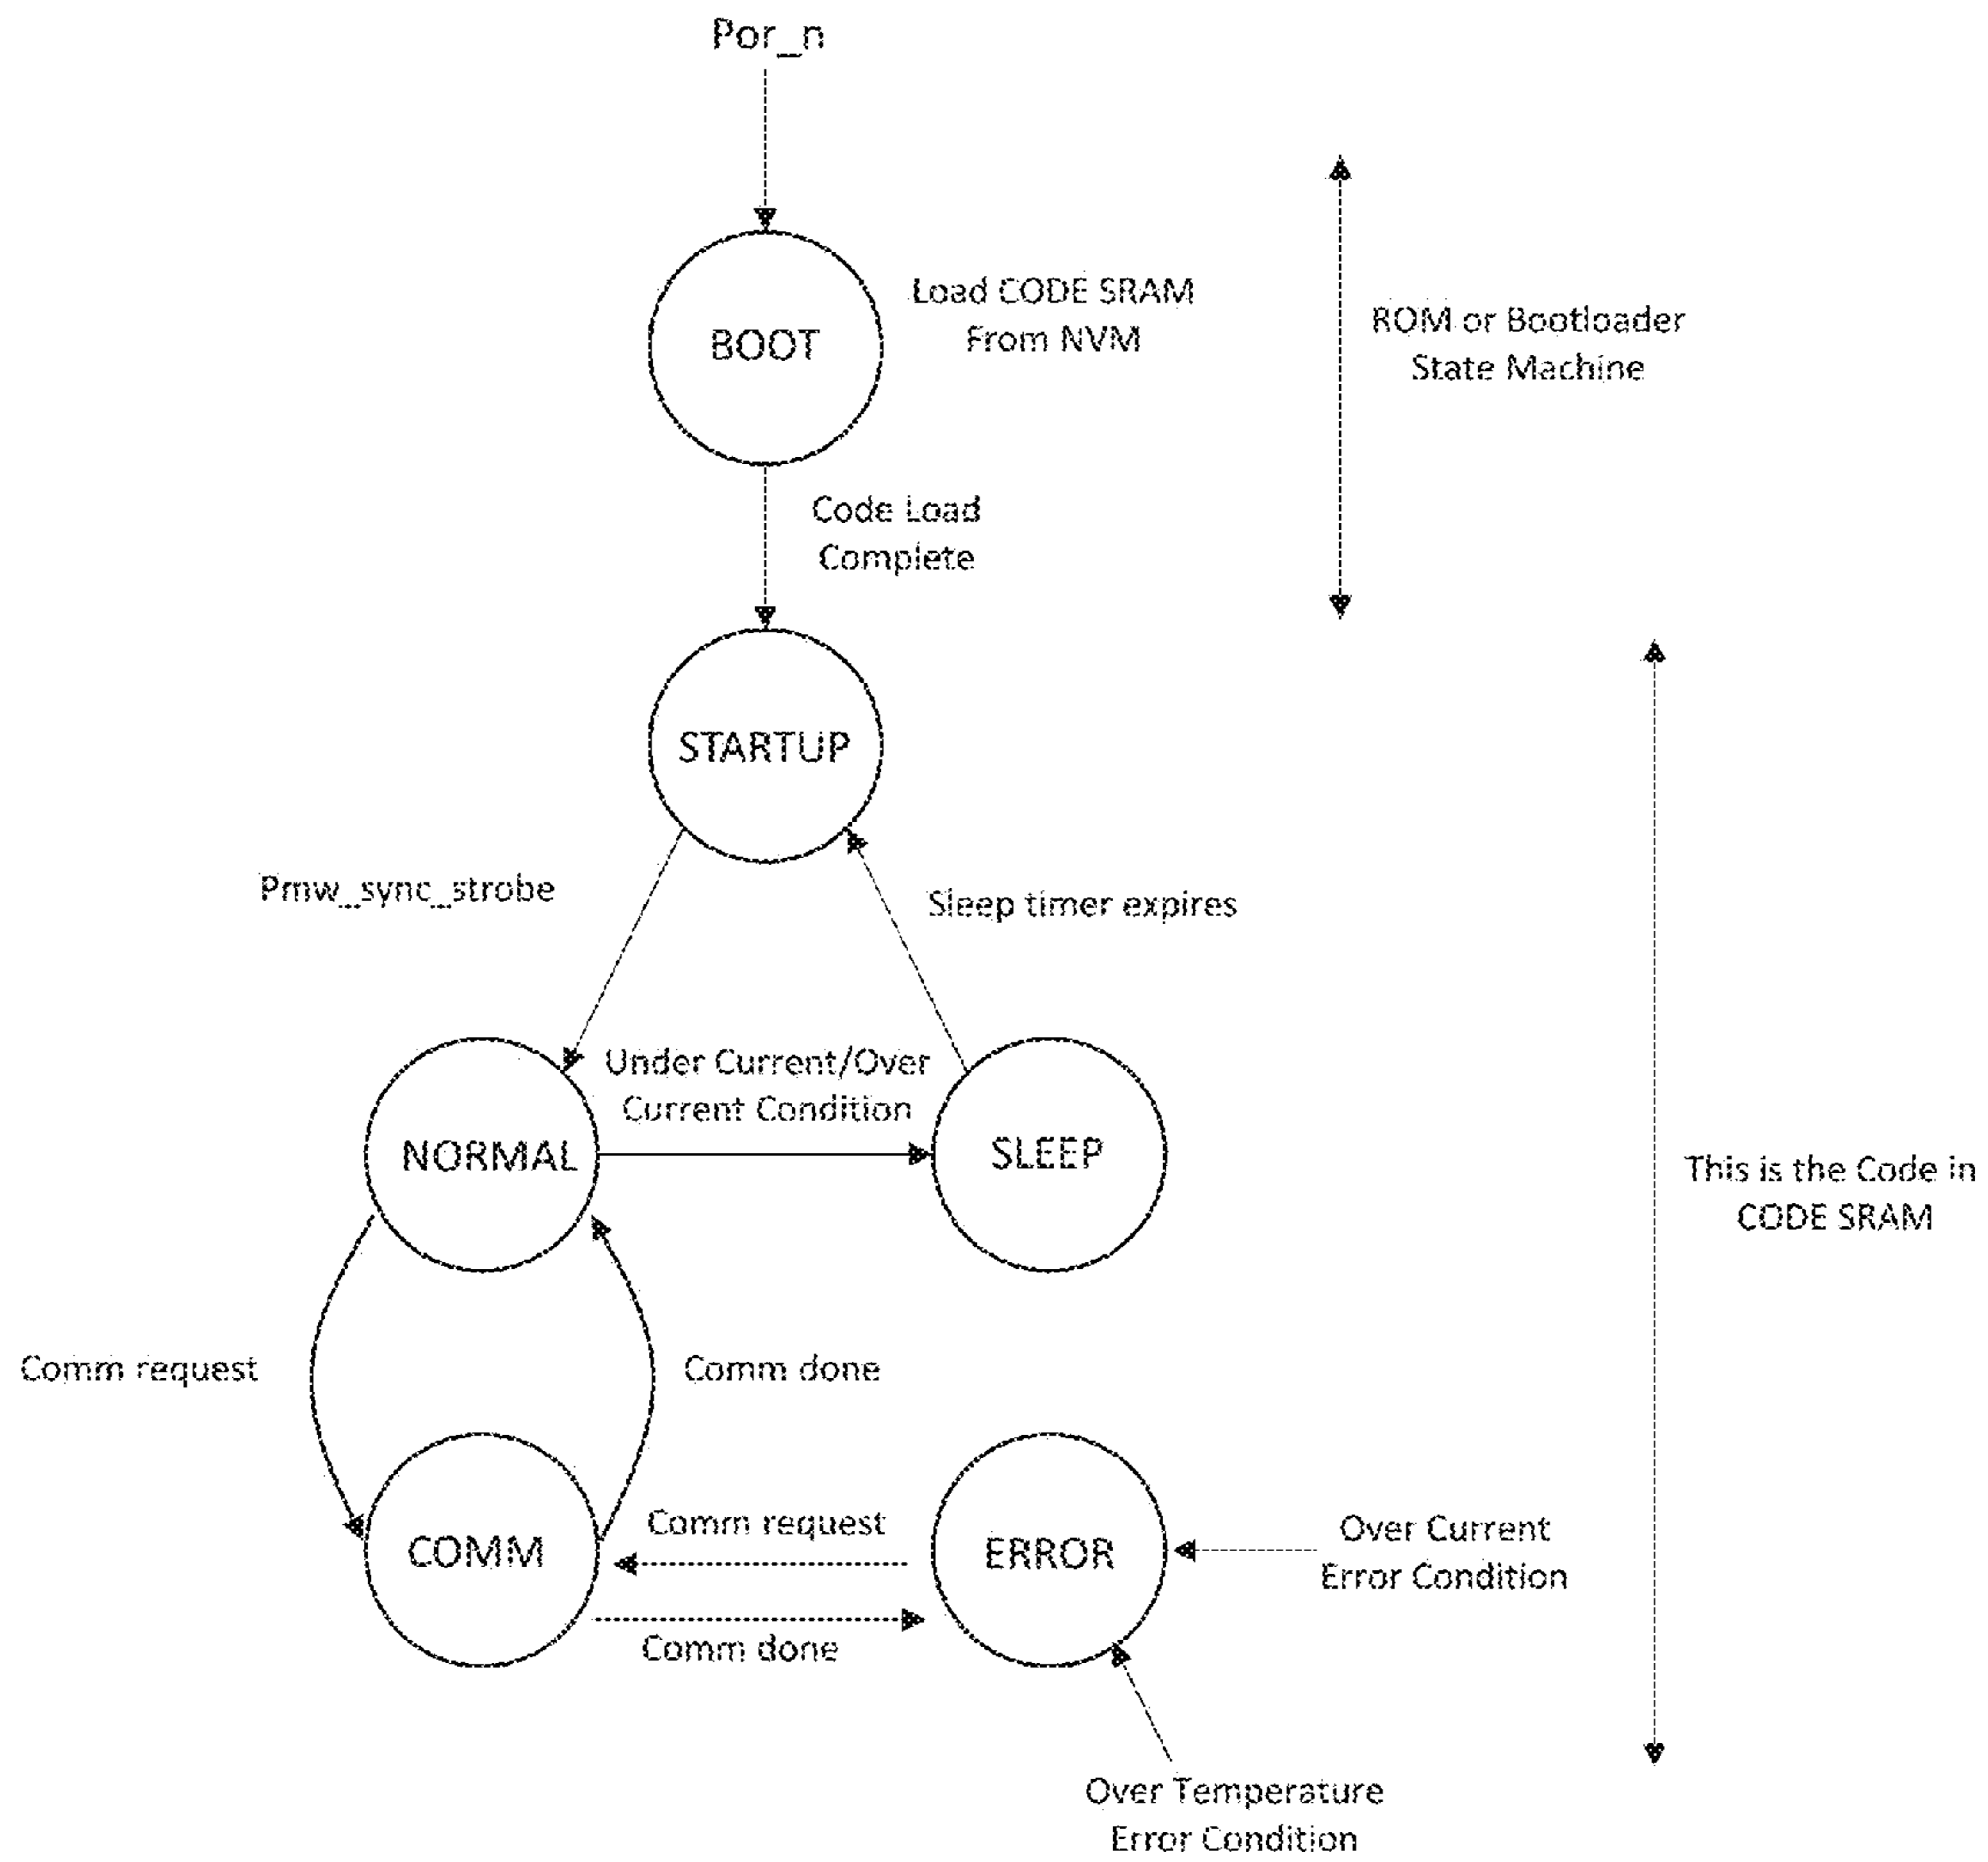 Por_n
BOOT
Load CODE SRAM
From NVM
ROM or Bootloader
State Machine
Code Load
Complete
STARTUP
Pmw_sync_strobe
Sleep timer expires
Under Current/Over
Current Condition
NORMAL
SLEEP
This is the Code in
CODE SRAM
Comm request
Comm done
COMM
Comm request
Comm done
ERROR
Over Current
Error Condition
Over Temperature
Error Condition